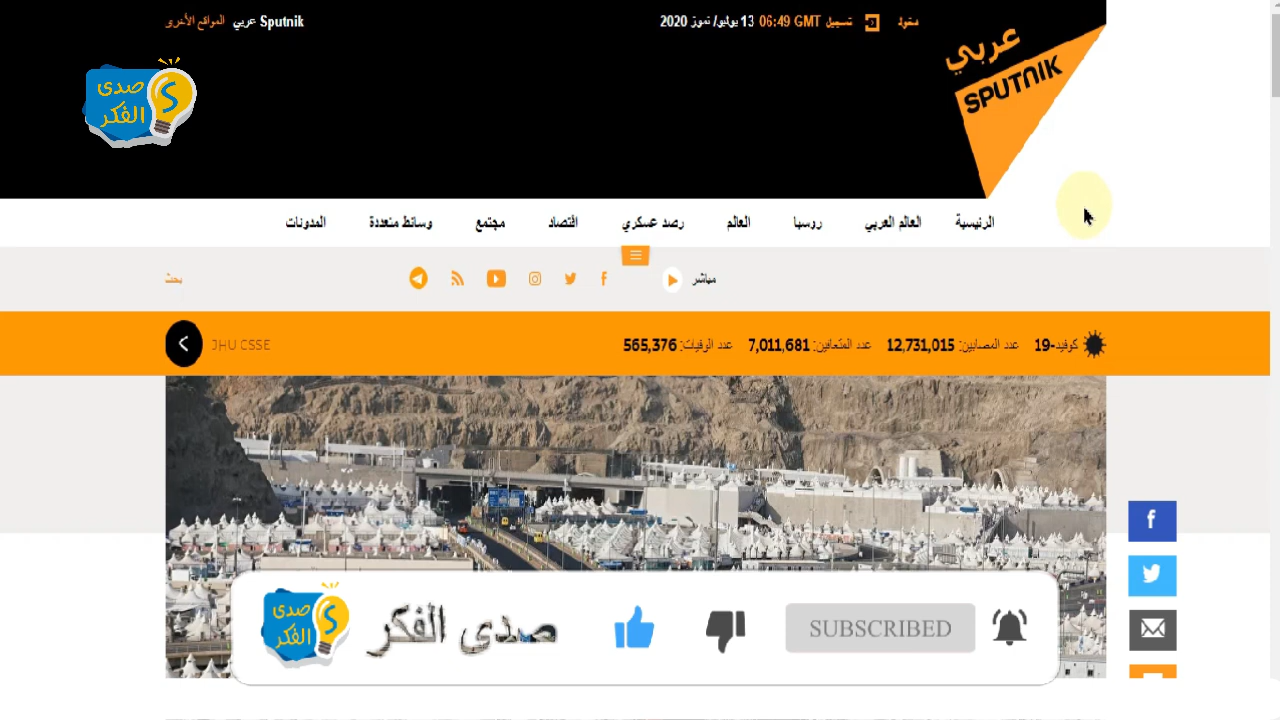 دخول تسجيل 06:49 GMT 13 يوليو/ تموز 2020
Sputnik عربي المواقع الأخرى
عربي
SPUTNIK
صدى
الفكر
الرئيسية العالم العربي روسيا العالم رصد عسكري اقتصاد مجتمع وسائط متعددة المدونات
مباشر بحث
كوفيد-19 عدد المصابين: 12,731,015 عدد المتعافين: 7,011,681 عدد الوفيات: 565,376 JHU CSSE
صدى
الفكر
صدى الفكر
SUBSCRIBED